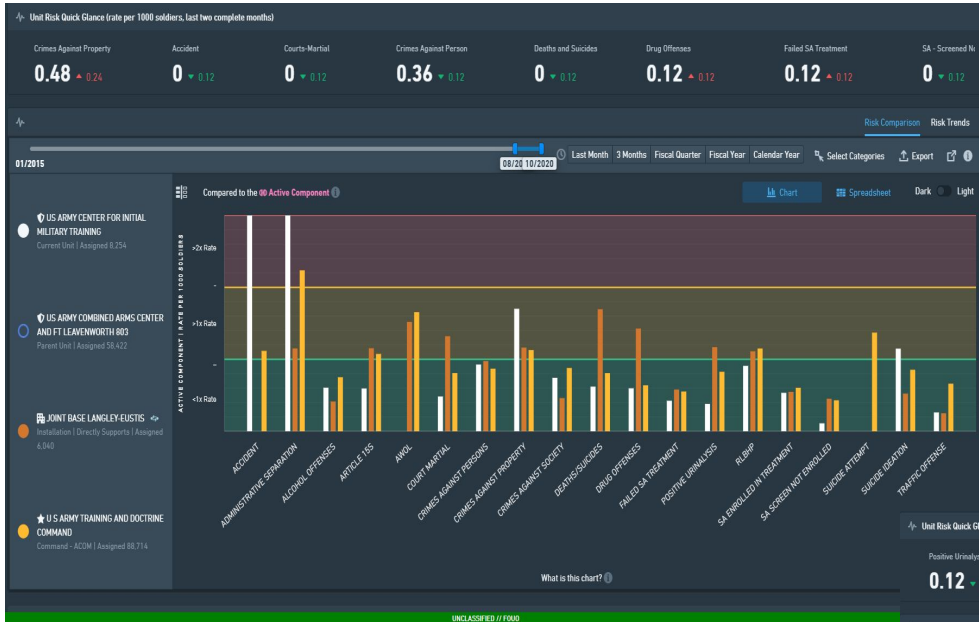 Unit Risk Quick Glance (rate per 1000 soldiers, last two complete months)
Crimes Against Property Accident Courts-Martial Crimes Against Person Deaths and Suicides Drug Offenses Failed SA Treatment SA - Screened
0.48 ▲ 0.24 0 ▼ 0.12 0 ▼ 0.12 0.36 ▼ 0.12 0 ▼ 0.12 0.12 ▲ 0.12 0.12 ▲ 0.12 0 ▼ 0.12
Risk Comparison Risk Trends
01/2015 08/20 10/2020 Last Month 3 Months Fiscal Quarter Fiscal Year Calendar Year Select Categories Export
Compared to the Active Component Chart Spreadsheet Dark Light
US ARMY CENTER FOR INITIAL
MILITARY TRAINING
Current Unit | Assigned 8,254
US ARMY COMBINED ARMS CENTER
AND FT LEAVENWORTH 803
Parent Unit | Assigned 58,422
JOINT BASE LANGLEY-EUSTIS
Installation | Directly Supports | Assigned
6,040
U S ARMY TRAINING AND DOCTRINE
COMMAND
Command - ACOM | Assigned 88,714
ACTIVE COMPONENT | RATE PER 1000 SOLDIERS
>2x Rate
-
>1x Rate
-
<1x Rate
ACCIDENT
ADMINISTRATIVE SEPARATION
ALCOHOL OFFENSES
ARTICLE 15S
AWOL
COURT MARTIAL
CRIMES AGAINST PERSONS
CRIMES AGAINST PROPERTY
CRIMES AGAINST SOCIETY
DEATHS/SUICIDES
DRUG OFFENSES
FAILED SA TREATMENT
POSITIVE URINALYSIS
RLBHP
SA ENROLLED IN TREATMENT
SA SCREEN NOT ENROLLED
SUICIDE ATTEMPT
SUICIDE IDEATION
TRAFFIC OFFENSE
What is this chart?
Unit Risk Quick Gl
Positive Urinalys
0.12
UNCLASSIFIED // FOUO